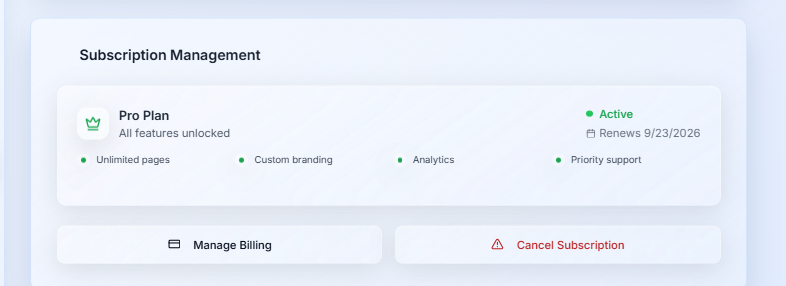 Subscription Management
Pro Plan
All features unlocked
Active
Renews 9/23/2026
Unlimited pages
Custom branding
Analytics
Priority support
Manage Billing
Cancel Subscription